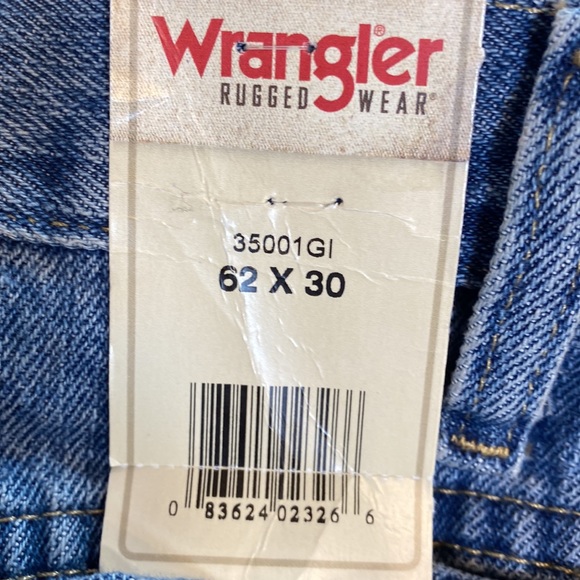 Wrangler®
RUGGED WEAR®
35001GI
62 X 30
0 83624 02326 6